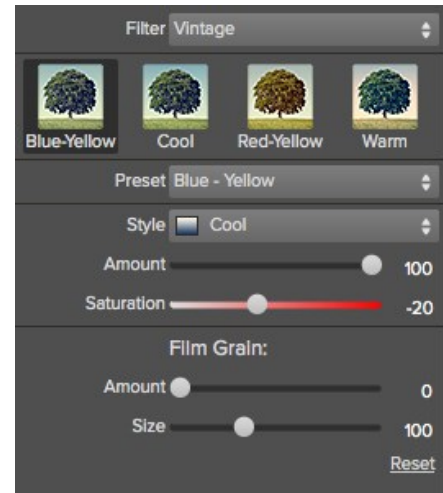 Filter Vintage
Blue-Yellow Cool Red-Yellow Warm
Preset Blue - Yellow
Style Cool
Amount 100
Saturation -20
Film Grain:
Amount 0
Size 100
Reset